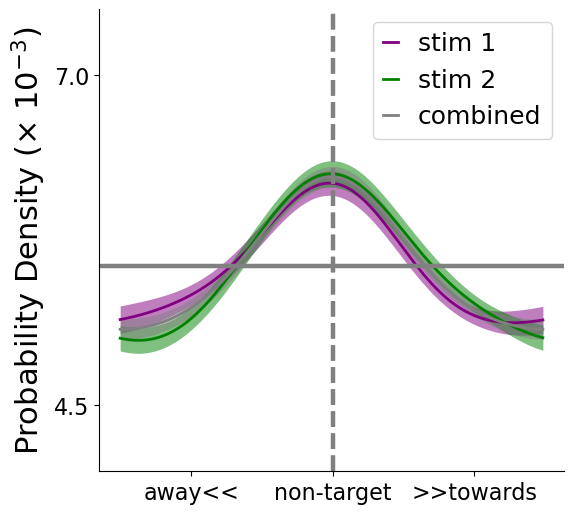 Probability Density (× 10⁻³)
7.0
4.5
stim 1
stim 2
combined
away<< non-target >>towards